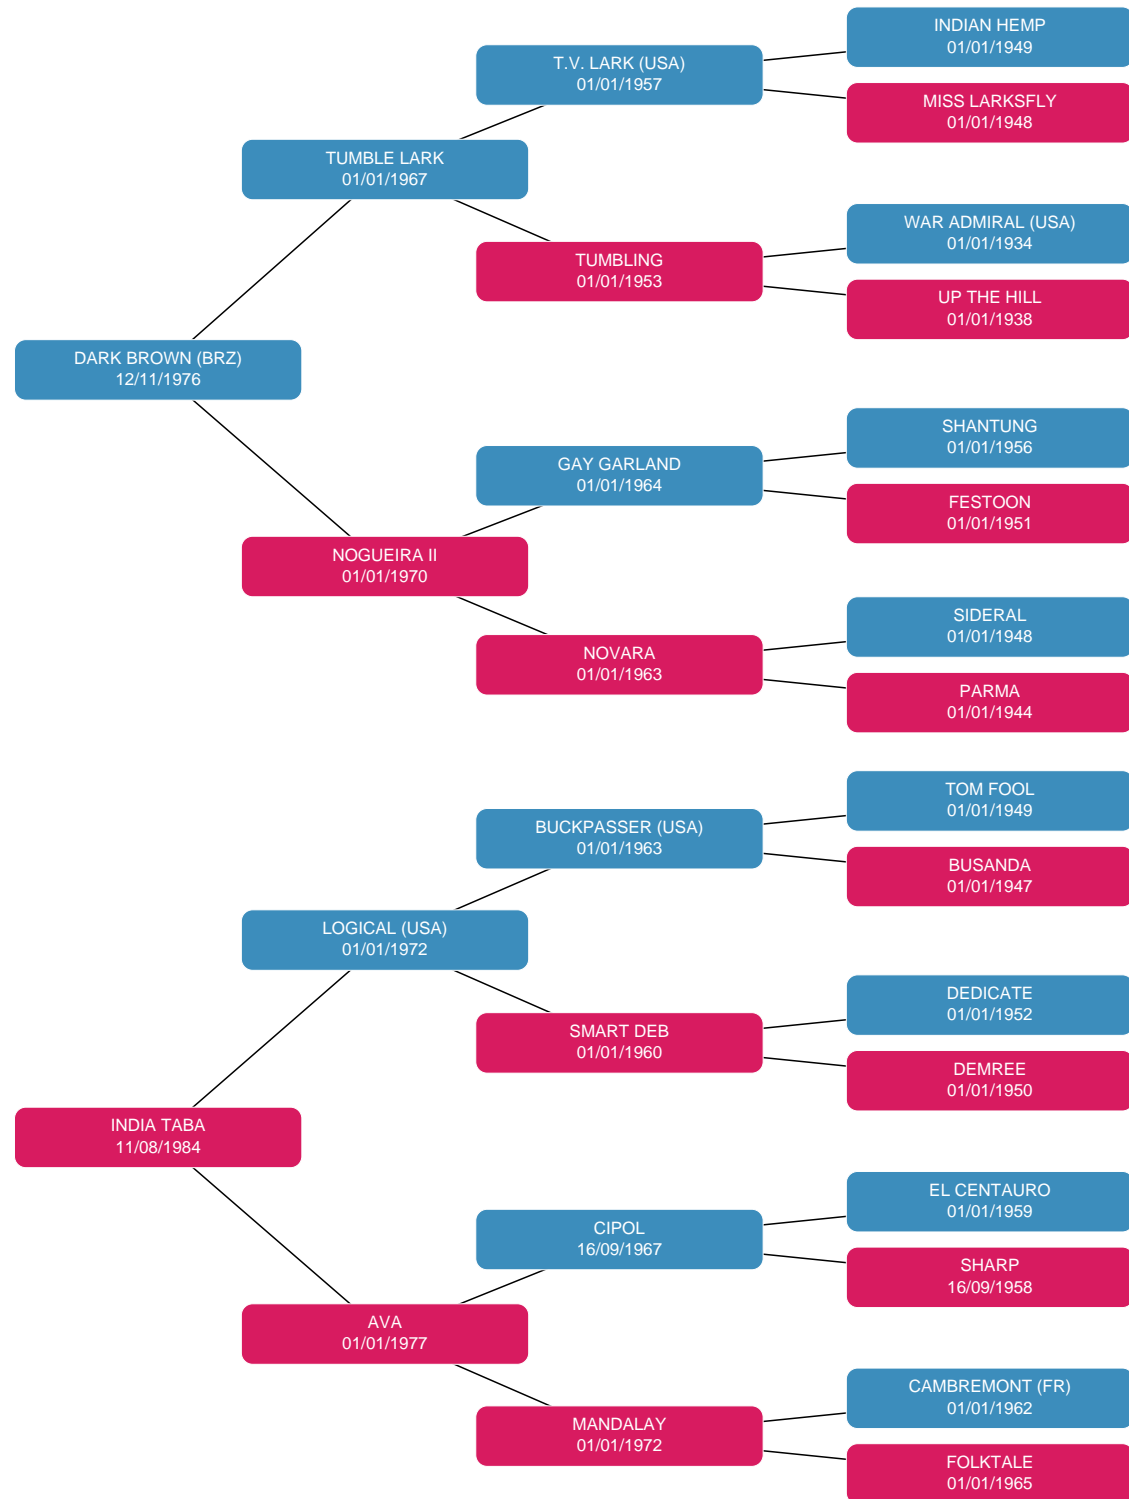 INDIAN HEMP
01/01/1949
T.V. LARK (USA)
01/01/1957
MISS LARKSFLY
01/01/1948
TUMBLE LARK
01/01/1967
WAR ADMIRAL (USA)
01/01/1934
TUMBLING
01/01/1953
UP THE HILL
01/01/1938
DARK BROWN (BRZ)
12/11/1976
SHANTUNG
01/01/1956
GAY GARLAND
01/01/1964
FESTOON
01/01/1951
NOGUEIRA II
01/01/1970
SIDERAL
01/01/1948
NOVARA
01/01/1963
PARMA
01/01/1944
TOM FOOL
01/01/1949
BUCKPASSER (USA)
01/01/1963
BUSANDA
01/01/1947
LOGICAL (USA)
01/01/1972
DEDICATE
01/01/1952
SMART DEB
01/01/1960
DEMREE
01/01/1950
INDIA TABA
11/08/1984
EL CENTAURO
01/01/1959
CIPOL
16/09/1967
SHARP
16/09/1958
AVA
01/01/1977
CAMBREMONT (FR)
01/01/1962
MANDALAY
01/01/1972
FOLKTALE
01/01/1965